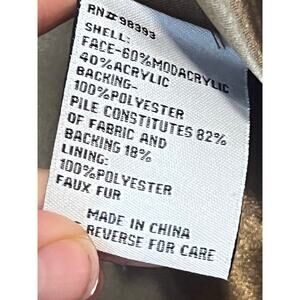 RN# 98393
SHELL:
FACE-60%MODACRYLIC
40%ACRYLIC
BACKING-
100%POLYESTER
PILE CONSTITUTES 82%
OF FABRIC AND
BACKING 18%
LINING:
100%POLYESTER
FAUX FUR
MADE IN CHINA
REVERSE FOR CARE